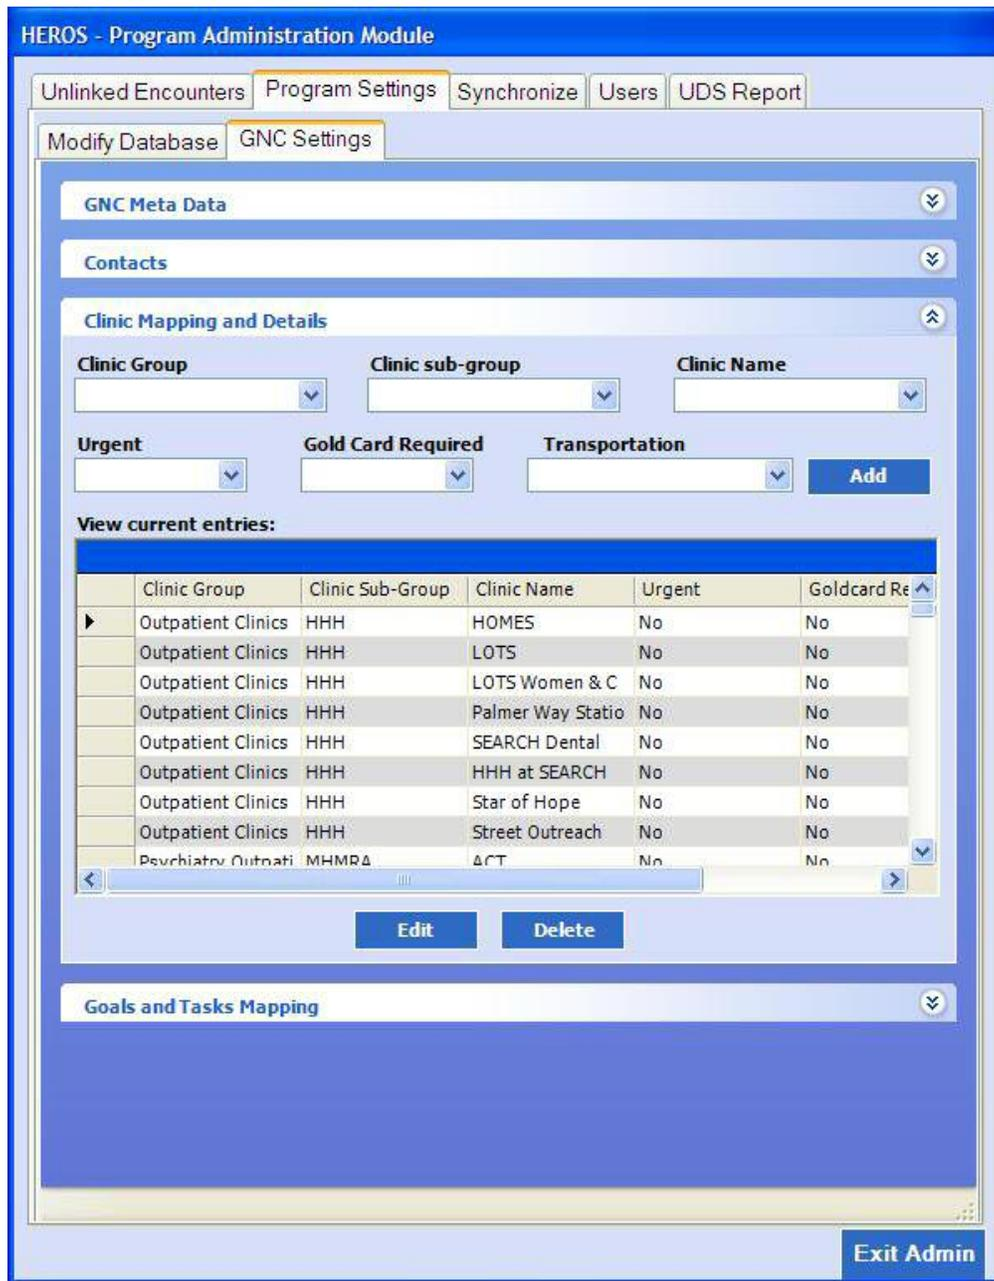 HEROS - Program Administration Module
Unlinked Encounters Program Settings Synchronize Users UDS Report
Modify Database GNC Settings
GNC Meta Data
Contacts
Clinic Mapping and Details
Clinic Group Clinic sub-group Clinic Name
Urgent Gold Card Required Transportation
Add
View current entries:
Clinic Group Clinic Sub-Group Clinic Name Urgent Goldcard Re
Outpatient Clinics HHH HOMES No No
Outpatient Clinics HHH LOTS No No
Outpatient Clinics HHH LOTS Women & C No No
Outpatient Clinics HHH Palmer Way Statio No No
Outpatient Clinics HHH SEARCH Dental No No
Outpatient Clinics HHH HHH at SEARCH No No
Outpatient Clinics HHH Star of Hope No No
Outpatient Clinics HHH Street Outreach No No
Psychiatry Outpati MHMRA ACT No No
Edit Delete
Goals and Tasks Mapping
Exit Admin